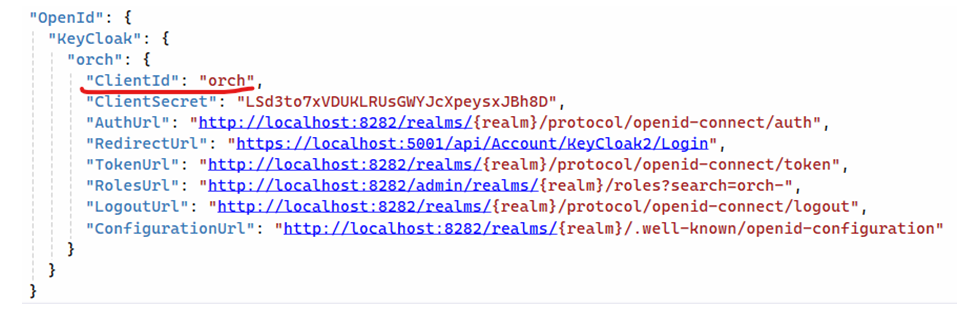 "OpenId": {
"KeyCloak": {
"orch": {
"ClientId": "orch",
"ClientSecret": "LSd3to7xVDUKLRUsGWYJcXpeysxJBh8D",
"AuthUrl": "http://localhost:8282/realms/{realm}/protocol/openid-connect/auth",
"RedirectUrl": "https://localhost:5001/api/Account/KeyCloak2/Login",
"TokenUrl": "http://localhost:8282/realms/{realm}/protocol/openid-connect/token",
"RolesUrl": "http://localhost:8282/admin/realms/{realm}/roles?search=orch-",
"LogoutUrl": "http://localhost:8282/realms/{realm}/protocol/openid-connect/logout",
"ConfigurationUrl": "http://localhost:8282/realms/{realm}/.well-known/openid-configuration"
}
}
}